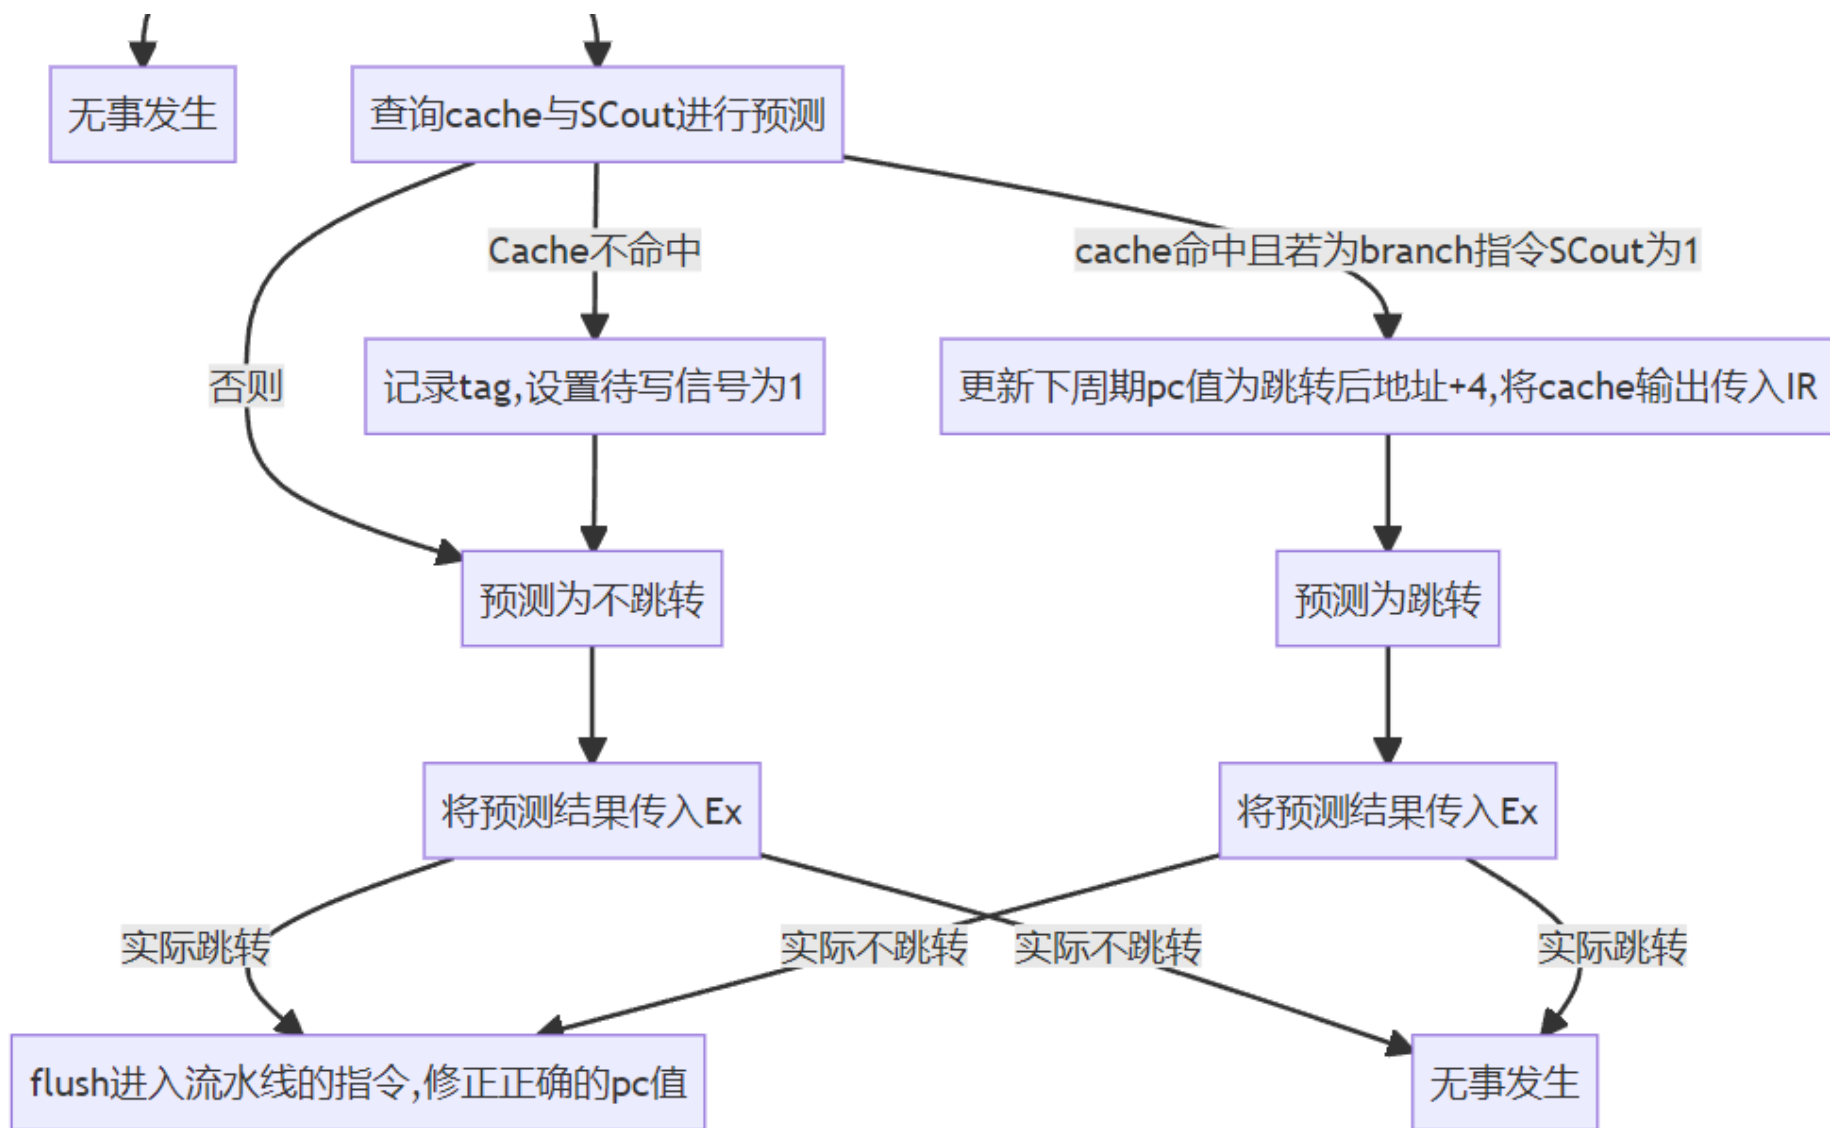 无事发生
查询cache与SCout进行预测
Cache不命中
cache命中且若为branch指令SCout为1
否则
记录tag,设置待写信号为1
更新下周期pc值为跳转后地址+4,将cache输出传入IR
预测为不跳转
预测为跳转
将预测结果传入Ex
将预测结果传入Ex
实际跳转
实际不跳转
实际不跳转
实际跳转
flush进入流水线的指令,修正正确的pc值
无事发生